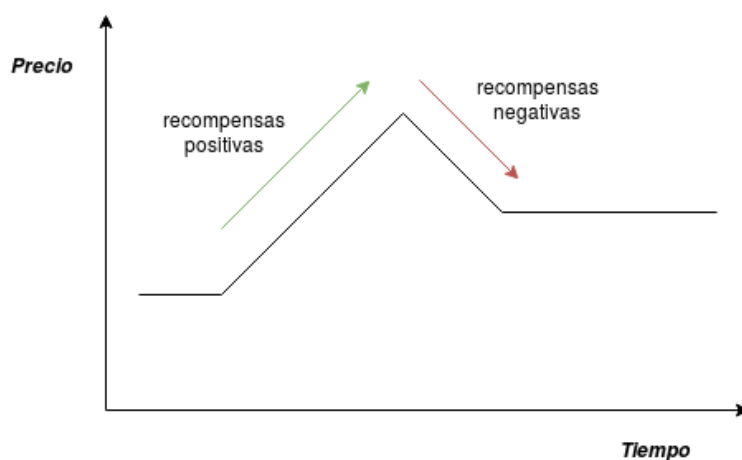 Precio
recompensas
positivas
recompensas
negativas
Tiempo